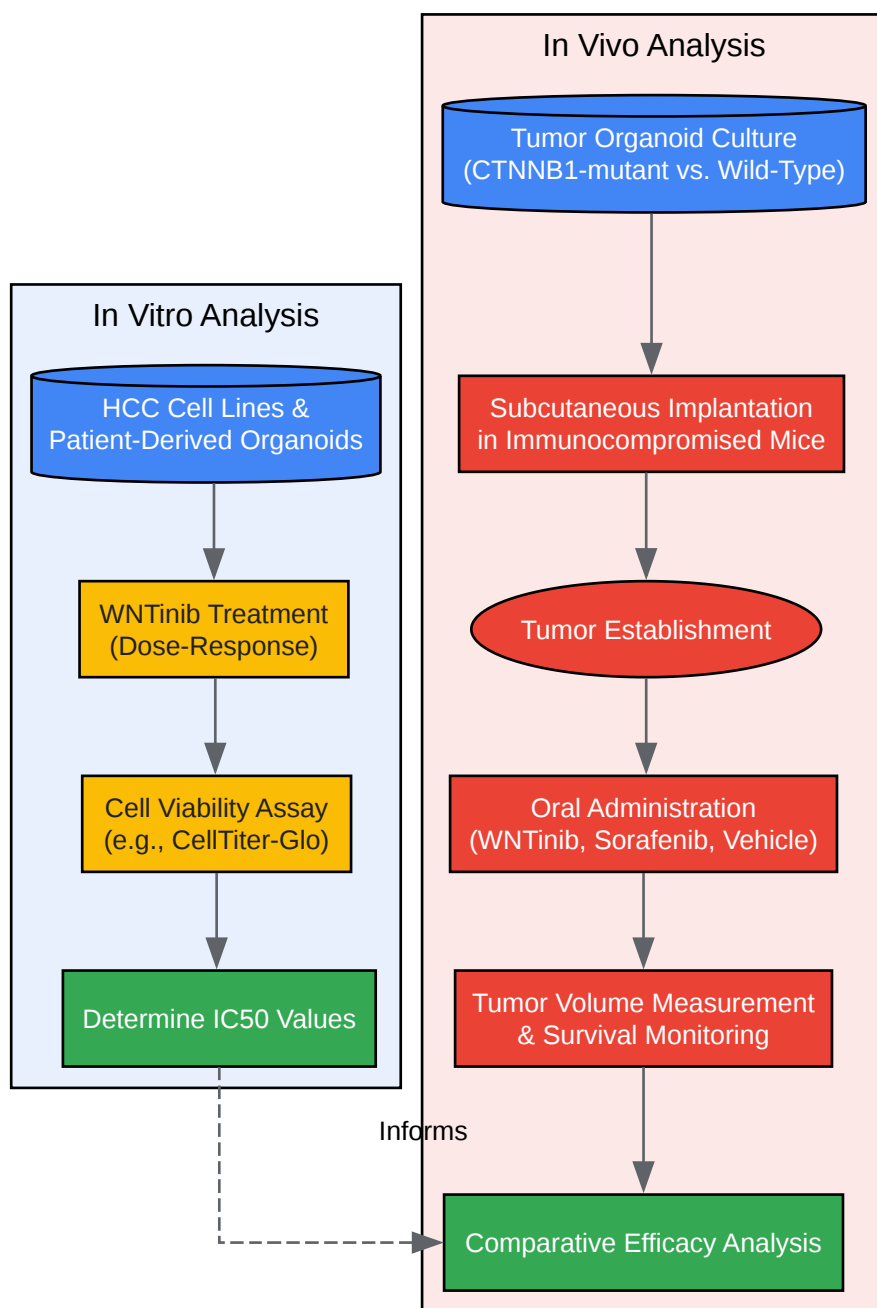 In Vitro Analysis
HCC Cell Lines &
Patient-Derived Organoids
WNTinib Treatment
(Dose-Response)
Cell Viability Assay
(e.g., CellTiter-Glo)
Determine IC50 Values
Informs
In Vivo Analysis
Tumor Organoid Culture
(CTNNB1-mutant vs. Wild-Type)
Subcutaneous Implantation
in Immunocompromised Mice
Tumor Establishment
Oral Administration
(WNTinib, Sorafenib, Vehicle)
Tumor Volume Measurement
& Survival Monitoring
Comparative Efficacy Analysis